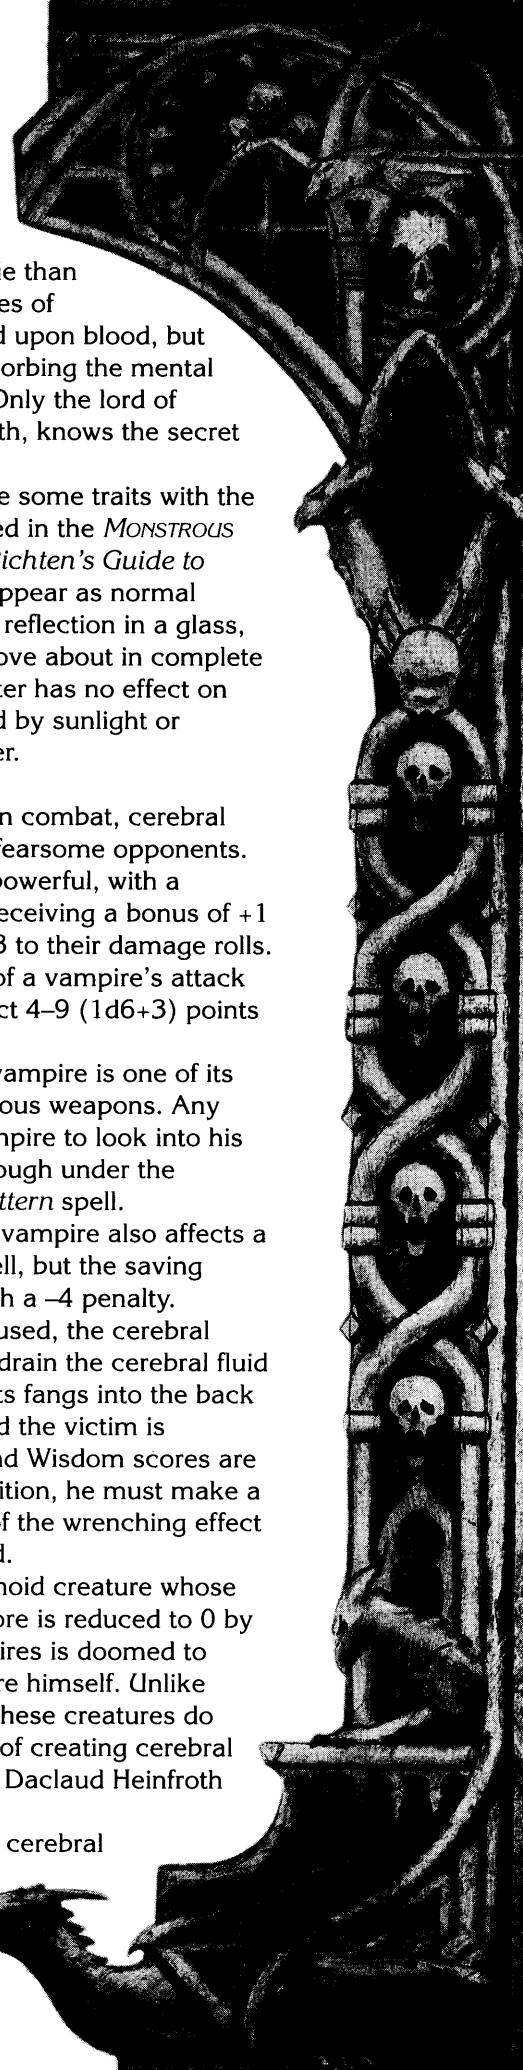 ie than
es of
d upon blood, but
orbing the mental
Only the lord of
th, knows the secret
e some traits with the
ed in the MONSTROUS
ichten's Guide to
ppear as normal
reflection in a glass,
ove about in complete
ter has no effect on
d by sunlight or
er.
n combat, cerebral
fearsome opponents.
powerful, with a
eceiving a bonus of +1
3 to their damage rolls.
of a vampire's attack
ct 4–9 (1d6+3) points
vampire is one of its
ous weapons. Any
mpire to look into his
ough under the
ttern spell.
vampire also affects a
ell, but the saving
h a –4 penalty.
used, the cerebral
drain the cerebral fluid
ts fangs into the back
d the victim is
nd Wisdom scores are
ition, he must make a
f the wrenching effect
d.
noid creature whose
ore is reduced to 0 by
ires is doomed to
re himself. Unlike
hese creatures do
of creating cerebral
Daclaud Heinfroth
cerebral